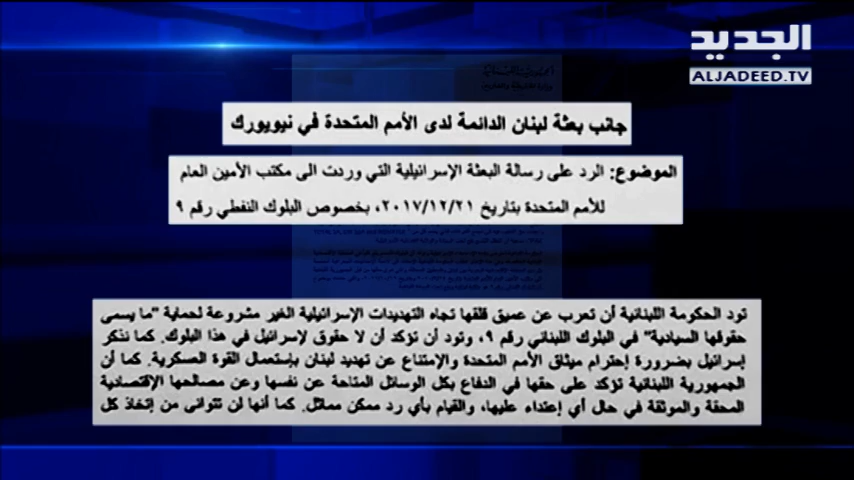 الجديد
ALJADEED.TV
جانب بعثة لبنان الدائمة لدى الأمم المتحدة في نيويورك
الموضوع: الرد على رسالة البعثة الإسرائيلية التي وردت الى مكتب الأمين العام
للأمم المتحدة بتاريخ ٢٠١٧/١٢/٢١، بخصوص البلوك النفطي رقم ٩
تود الحكومة اللبنانية أن تعرب عن عميق قلقها تجاه التهديدات الإسرائيلية الغير مشروعة لحماية "ما يسمى
حقوقها السيادية" في البلوك اللبناني رقم ٩، وتود أن تؤكد أن لا حقوق لإسرائيل في هذا البلوك. كما نذكر
إسرائيل بضرورة إحترام ميثاق الأمم المتحدة والإمتناع عن تهديد لبنان بإستعمال القوة العسكرية. كما أن
الجمهورية اللبنانية تؤكد على حقها في الدفاع بكل الوسائل المتاحة عن نفسها وعن مصالحها الإقتصادية
المحقة والموثقة في حال أي إعتداء عليها، والقيام بأي رد ممكن مماثل. كما أنها لن تتوانى من إتخاذ كل